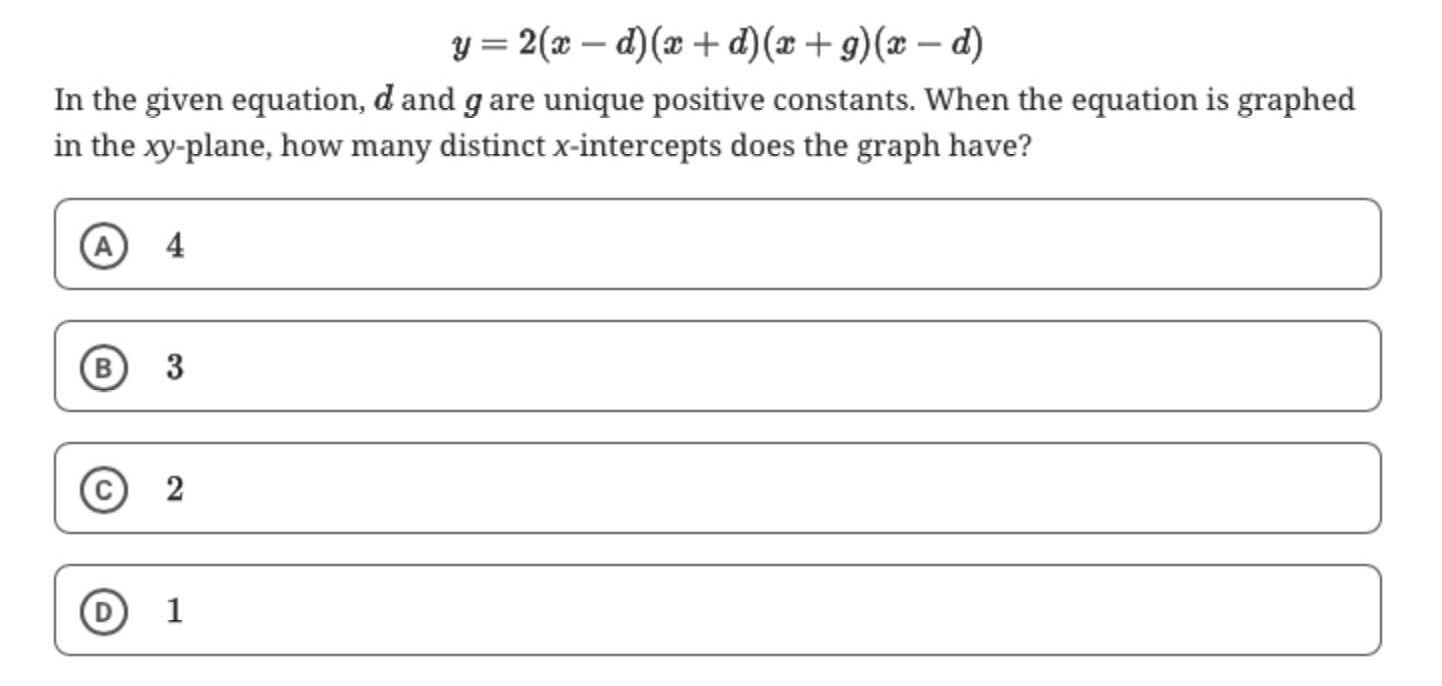 y = 2(x − d)(x + d)(x + g)(x − d)
In the given equation, d and g are unique positive constants. When the equation is graphed
in the xy-plane, how many distinct x-intercepts does the graph have?
A 4
B 3
C 2
D 1